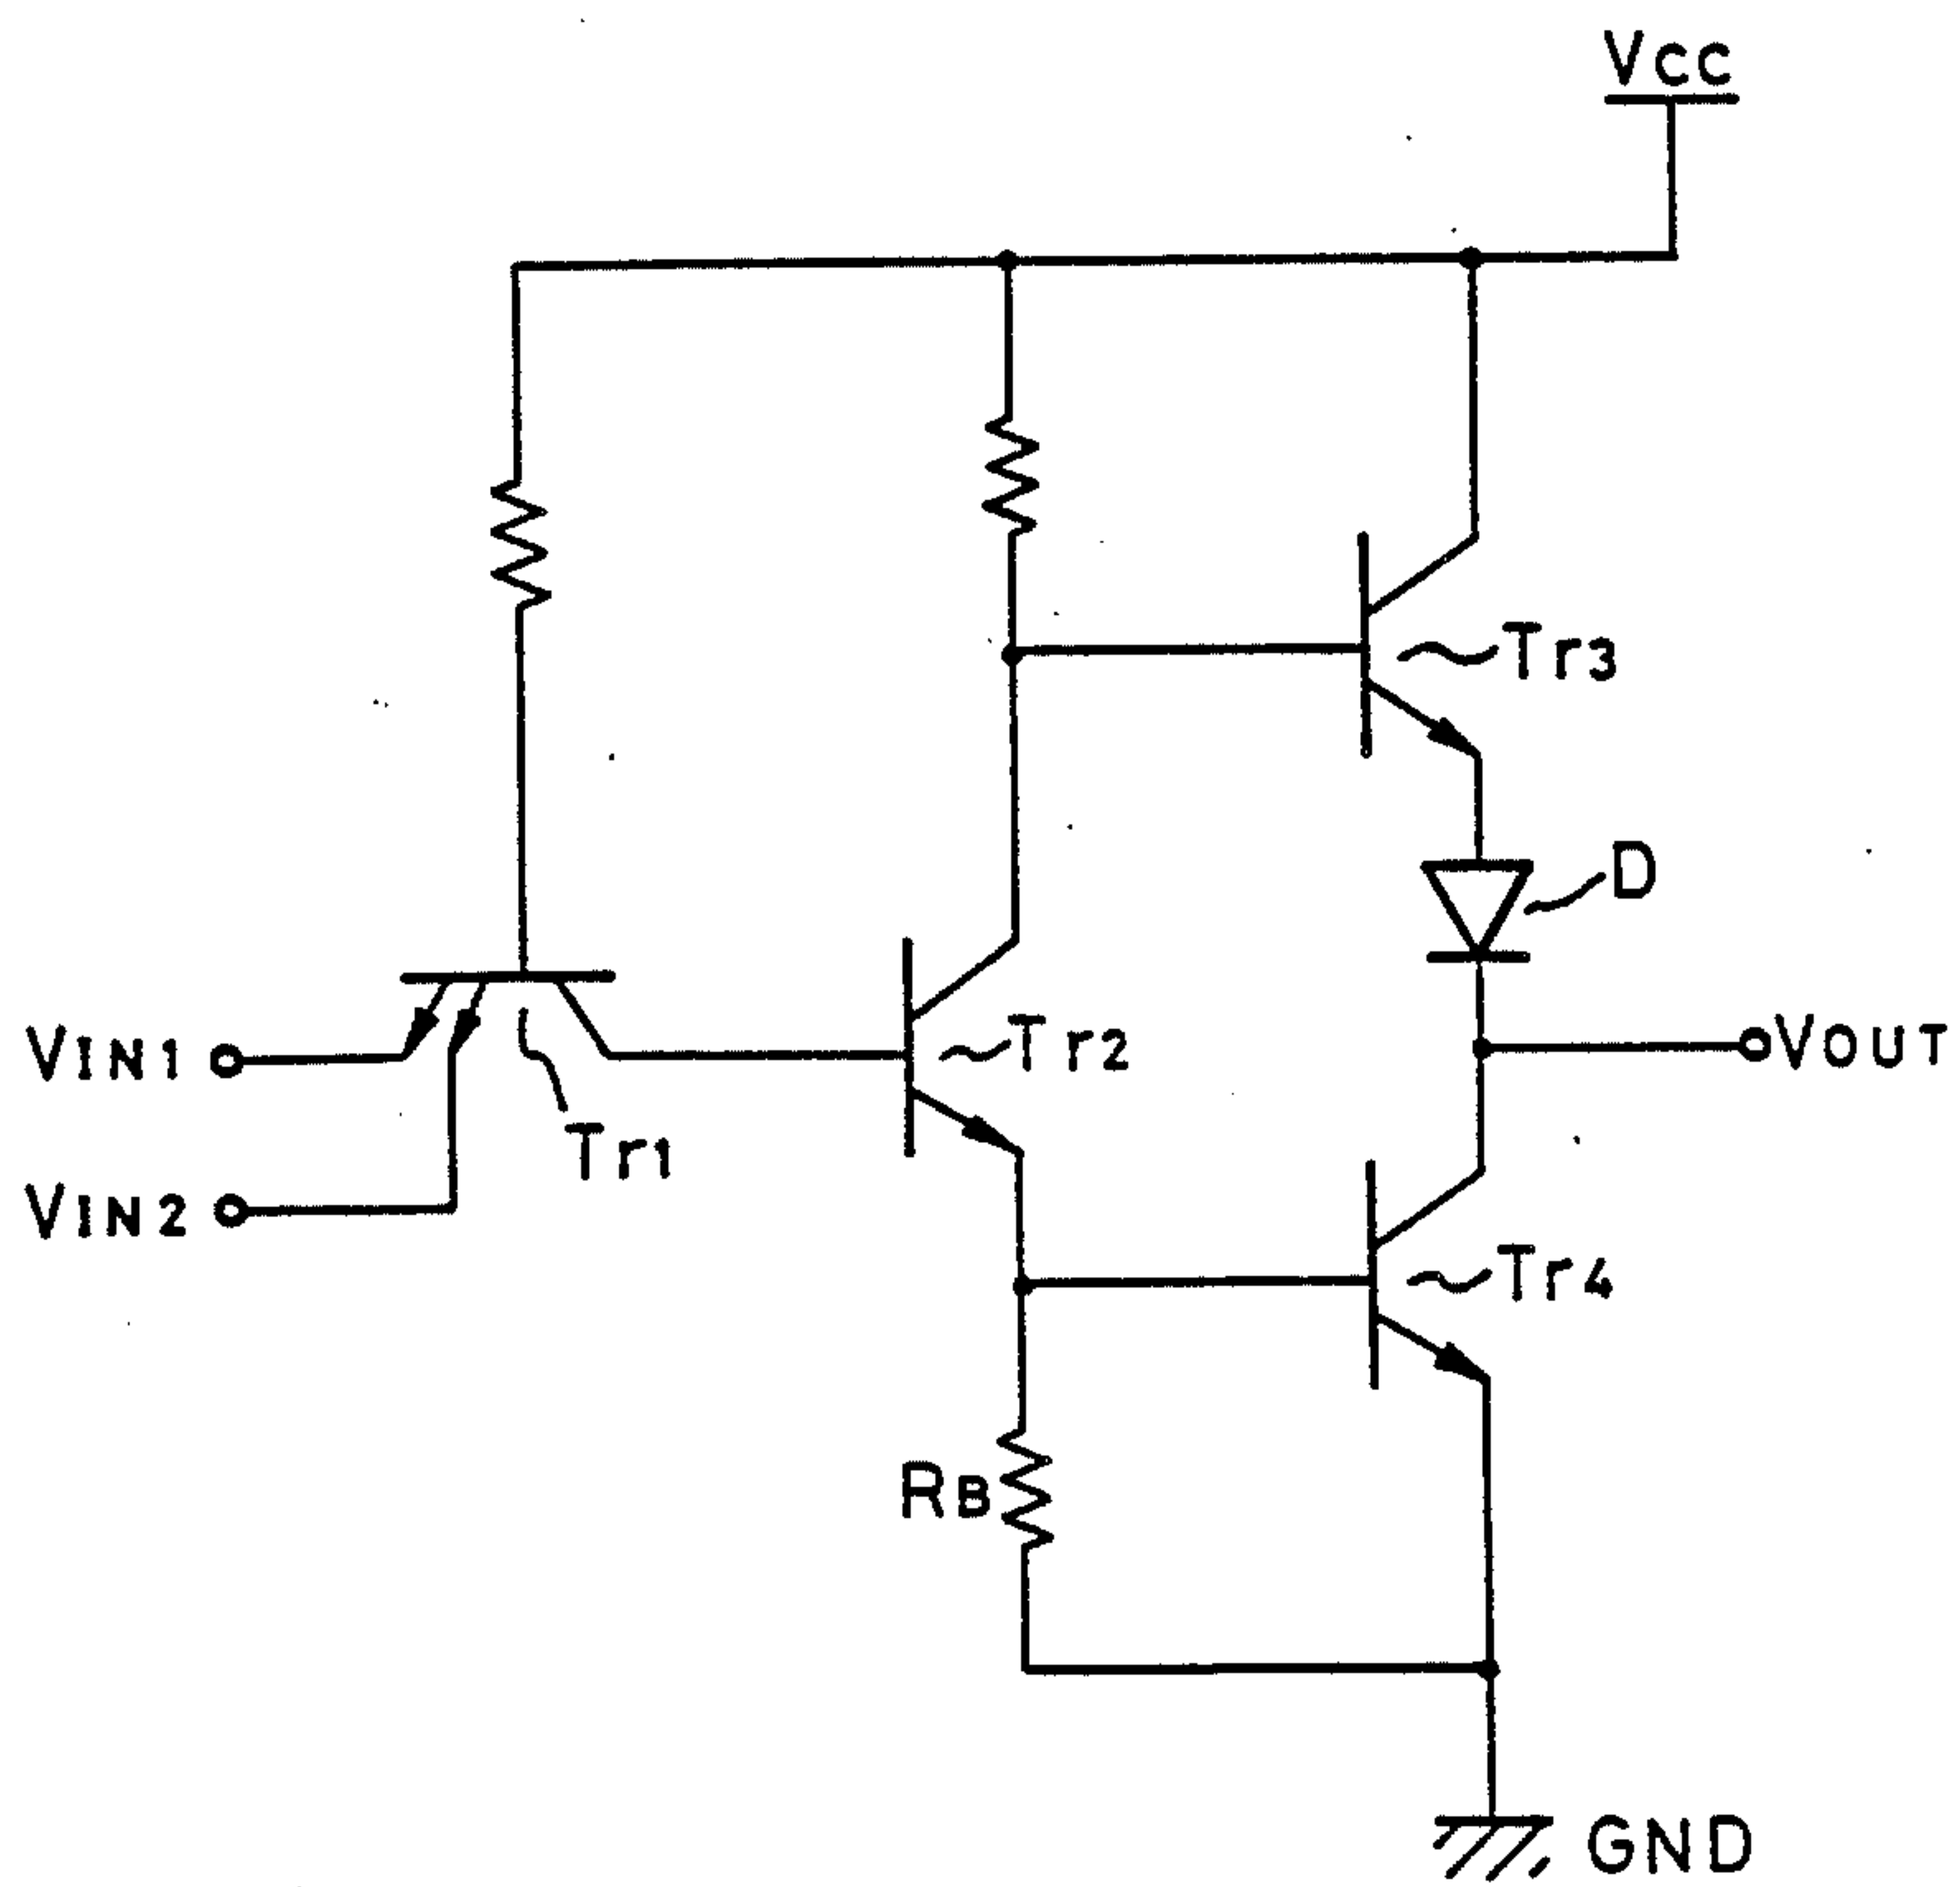 VCC
Tr3
D
VIN1
Tr2
VOUT
Tr1
VIN2
Tr4
RB
GND